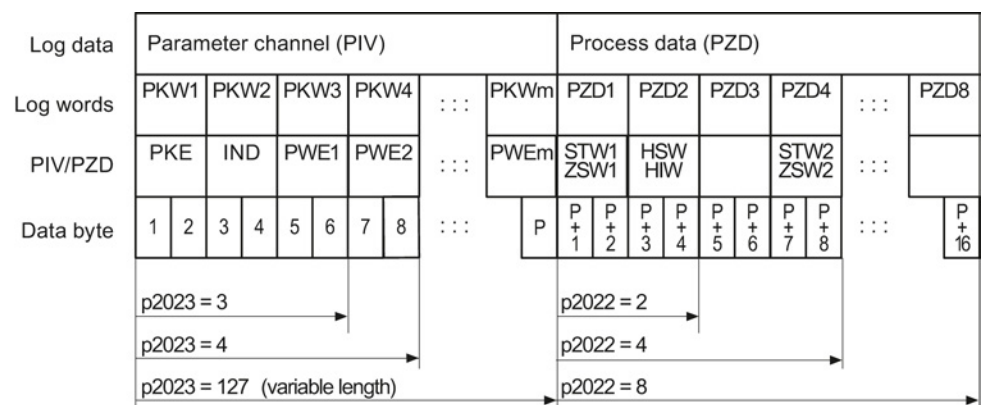 Log data Parameter channel (PIV) Process data (PZD)
Log words PKW1 PKW2 PKW3 PKW4 : : : PKWm PZD1 PZD2 PZD3 PZD4 : : : PZD8
PIV/PZD PKE IND PWE1 PWE2 : : : PWEm STW1 ZSW1 HSW HIW STW2 ZSW2 : : :
Data byte 1 2 3 4 5 6 7 8 : : : P P+1 P+2 P+3 P+4 P+5 P+6 P+7 P+8 : : : P+16
p2023 = 3 p2022 = 2
p2023 = 4 p2022 = 4
p2023 = 127 (variable length) p2022 = 8